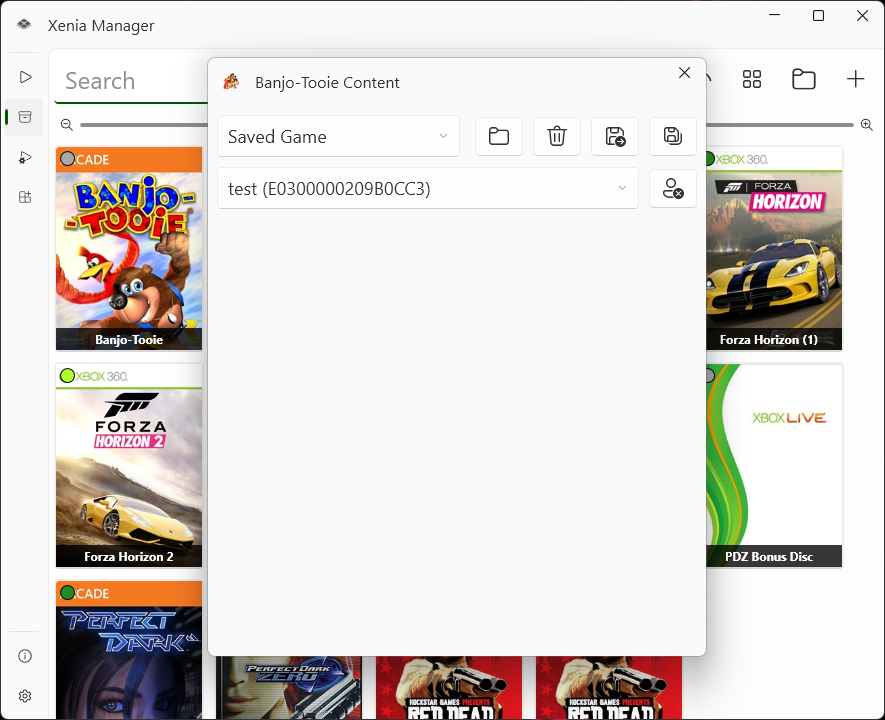 Xenia Manager
Search
Banjo-Tooie Content
Saved Game
test (E0300000209B0CC3)
CADE
BANJO-
-TOOIE
Banjo-Tooie
XBOX 360.
FORZA
HORIZON
Forza Horizon (1)
XBOX 360.
FORZA
HORIZON 2
Forza Horizon 2
XBOX LIVE
PDZ Bonus Disc
CADE
PERFECT
DARK
PERFECT DARK
ZERO
ROCKSTAR GAMES PRESENTS
RED DEAD
ROCKSTAR GAMES PRESENTS
RED DEAD